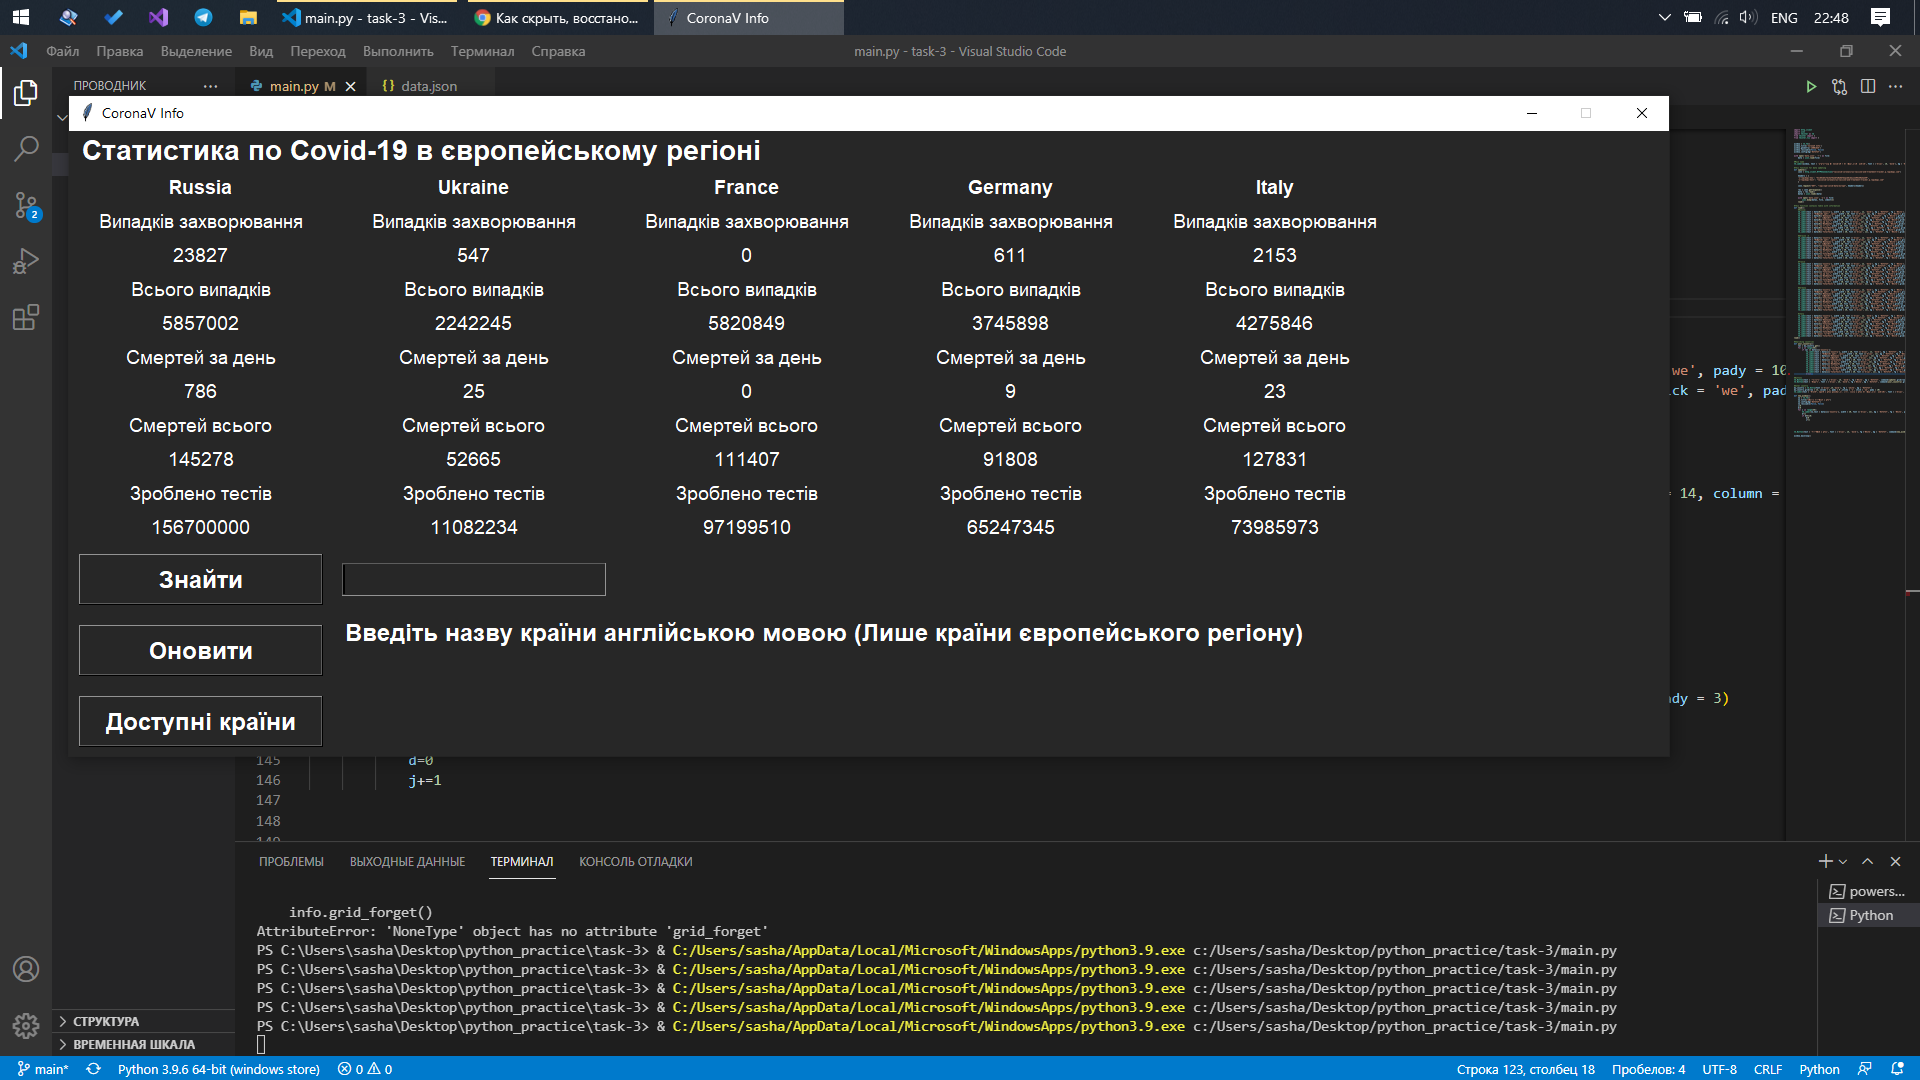 main.py - task-3 - Vis...
Как скрыть, восстано...
CoronaV Info
ENG
22:48
Файл Правка Выделение Вид Переход Выполнить Терминал Справка
main.py - task-3 - Visual Studio Code
ПРОВОДНИК
main.py M
data.json
CoronaV Info
Статистика по Covid-19 в європейському регіоні
Russia Ukraine France Germany Italy
Випадків захворювання Випадків захворювання Випадків захворювання Випадків захворювання Випадків захворювання
23827 547 0 611 2153
Всього випадків Всього випадків Всього випадків Всього випадків Всього випадків
5857002 2242245 5820849 3745898 4275846
Смертей за день Смертей за день Смертей за день Смертей за день Смертей за день
786 25 0 9 23
Смертей всього Смертей всього Смертей всього Смертей всього Смертей всього
145278 52665 111407 91808 127831
Зроблено тестів Зроблено тестів Зроблено тестів Зроблено тестів Зроблено тестів
156700000 11082234 97199510 65247345 73985973
Знайти
Оновити
Введіть назву країни англійською мовою (Лише країни європейського регіону)
Доступні країни
2
we', pady = 10
ck = 'we', pad
= 14, column =
ady = 3)
145 d=0
146 j+=1
147
148
149
ПРОБЛЕМЫ ВЫХОДНЫЕ ДАННЫЕ ТЕРМИНАЛ КОНСОЛЬ ОТЛАДКИ
powers...
Python
info.grid_forget()
AttributeError: 'NoneType' object has no attribute 'grid_forget'
PS C:\Users\sasha\Desktop\python_practice\task-3> & C:/Users/sasha/AppData/Local/Microsoft/WindowsApps/python3.9.exe c:/Users/sasha/Desktop/python_practice/task-3/main.py
PS C:\Users\sasha\Desktop\python_practice\task-3> & C:/Users/sasha/AppData/Local/Microsoft/WindowsApps/python3.9.exe c:/Users/sasha/Desktop/python_practice/task-3/main.py
PS C:\Users\sasha\Desktop\python_practice\task-3> & C:/Users/sasha/AppData/Local/Microsoft/WindowsApps/python3.9.exe c:/Users/sasha/Desktop/python_practice/task-3/main.py
PS C:\Users\sasha\Desktop\python_practice\task-3> & C:/Users/sasha/AppData/Local/Microsoft/WindowsApps/python3.9.exe c:/Users/sasha/Desktop/python_practice/task-3/main.py
PS C:\Users\sasha\Desktop\python_practice\task-3> & C:/Users/sasha/AppData/Local/Microsoft/WindowsApps/python3.9.exe c:/Users/sasha/Desktop/python_practice/task-3/main.py
СТРУКТУРА
ВРЕМЕННАЯ ШКАЛА
main* Python 3.9.6 64-bit (windows store) 0 0
Строка 123, столбец 18 Пробелов: 4 UTF-8 CRLF Python